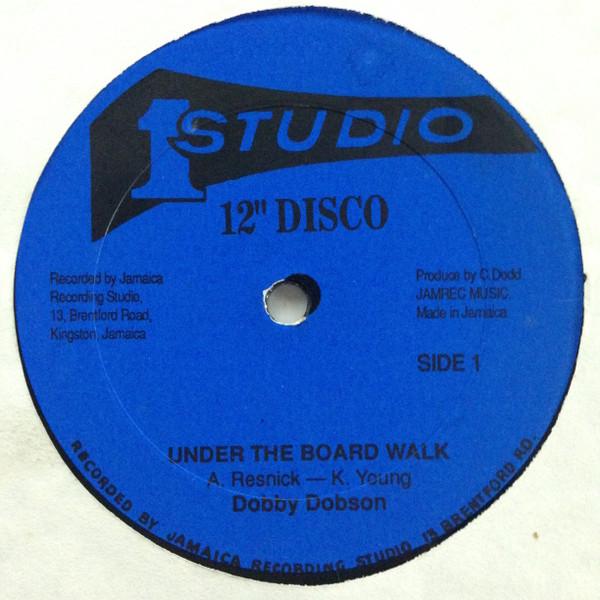 1 STUDIO
12" DISCO
Recorded by Jamaica
Recording Studio,
13, Brentford Road,
Kingston, Jamaica
Produce by C.Dodd
JAMREC MUSIC.
Made in Jamaica
SIDE 1
UNDER THE BOARD WALK
A. Resnick — K. Young
Dobby Dobson
RECORDED BY JAMAICA RECORDING STUDIO 13 BRENTFORD RD.